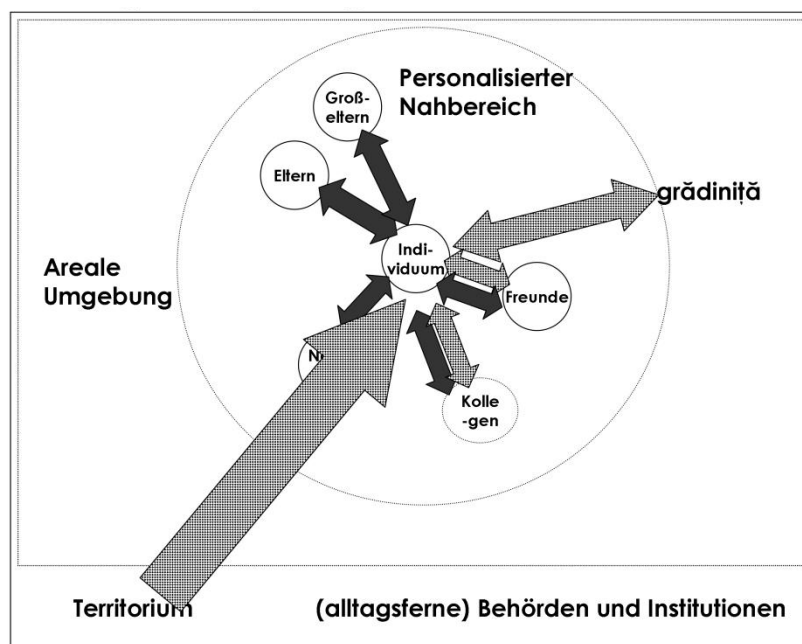 Personalisierter
Nahbereich
Groß-
eltern
Eltern
grădiniță
Indi-
viduum
Areale
Umgebung
Freunde
Kolle
-gen
Territorium
(alltagsferne) Behörden und Institutionen